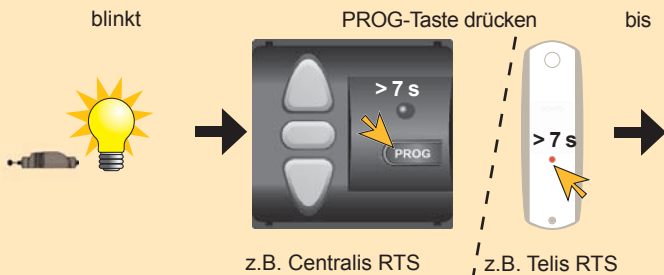 blinkt
PROG-Taste drücken
bis
> 7 s
PROG
> 7 s
z.B. Centralis RTS
z.B. Telis RTS